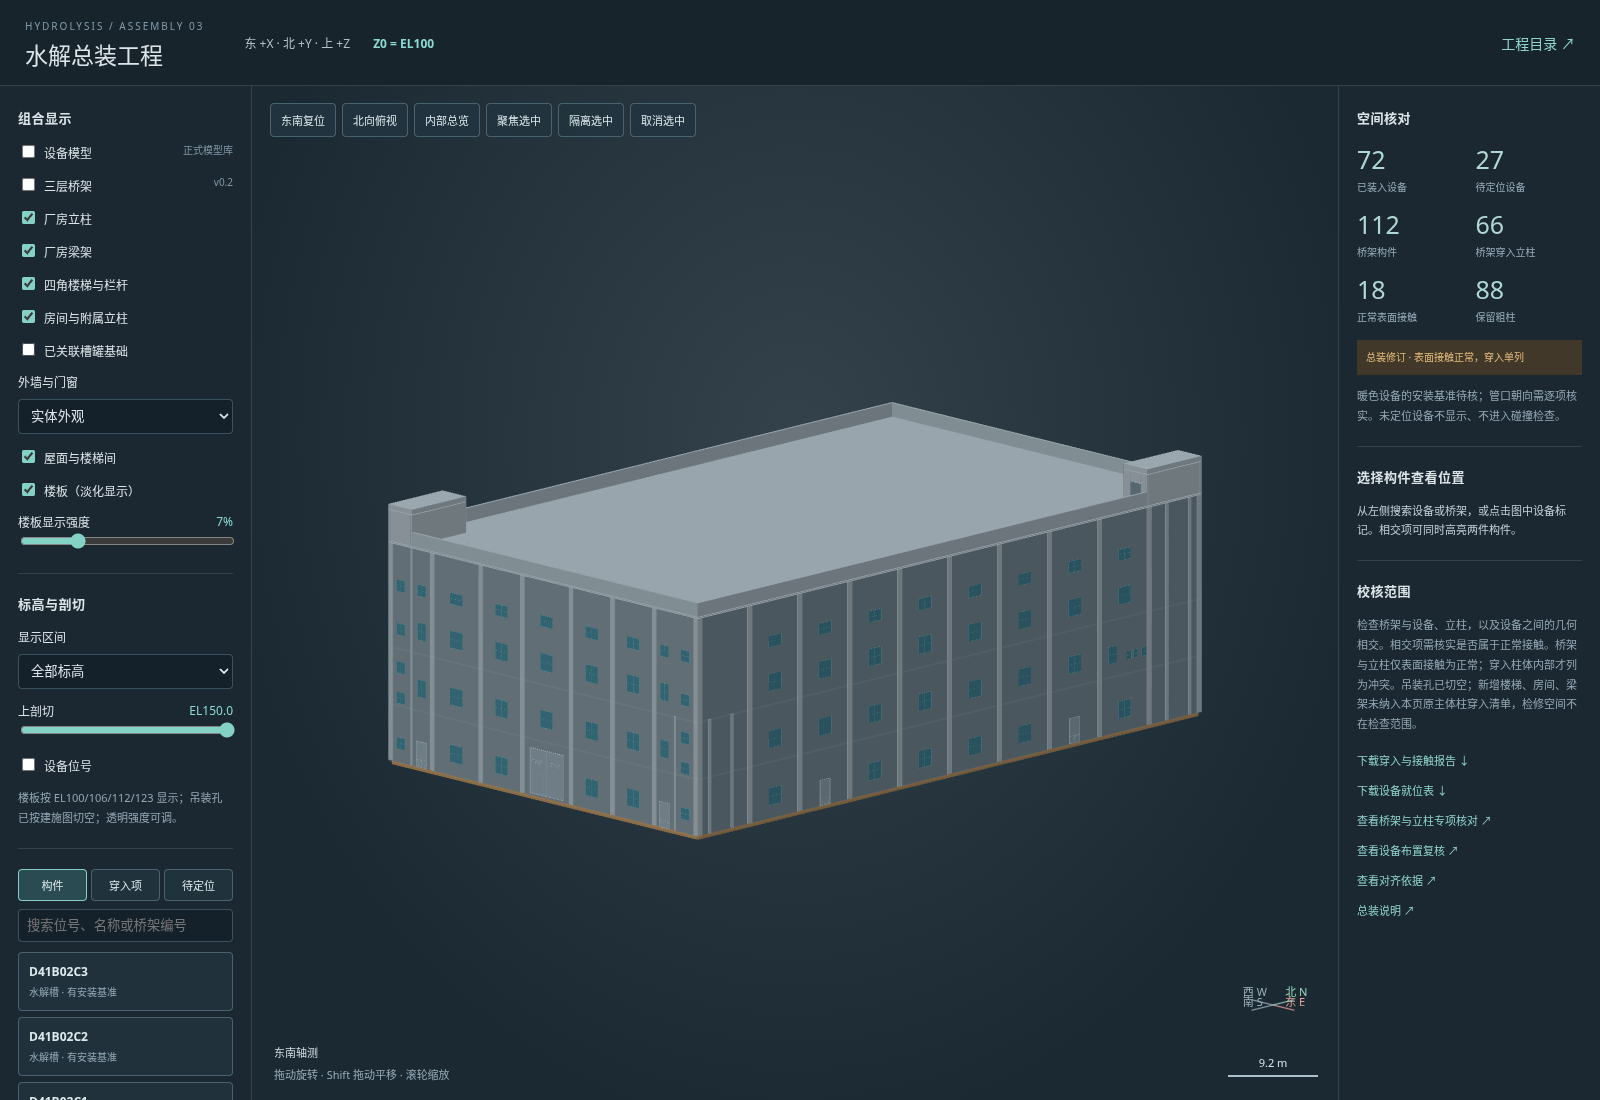 HYDROLYSIS / ASSEMBLY 03
水解总装工程
东 +X · 北 +Y · 上 +Z
Z0 = EL100
工程目录 ↗
组合显示
设备模型
正式模型库
三层桥架
v0.2
厂房立柱
厂房梁架
四角楼梯与栏杆
房间与附属立柱
已关联槽罐基础
外墙与门窗
实体外观
屋面与楼梯间
楼板（淡化显示）
楼板显示强度
7%
标高与剖切
显示区间
全部标高
上剖切
EL150.0
设备位号
楼板按 EL100/106/112/123 显示；吊装孔
已按建施图切空；透明强度可调。
构件
穿入项
待定位
搜索位号、名称或桥架编号
D41B02C3
水解槽 · 有安装基准
D41B02C2
水解槽 · 有安装基准
D41B02C1
东南复位
北向俯视
内部总览
聚焦选中
隔离选中
取消选中
西 W
北 N
南 S
东 E
东南轴测
拖动旋转 · Shift 拖动平移 · 滚轮缩放
9.2 m
空间核对
72
27
已装入设备
待定位设备
112
66
桥架构件
桥架穿入立柱
18
88
正常表面接触
保留粗柱
总装修订 · 表面接触正常，穿入单列
暖色设备的安装基准待核；管口朝向需逐项核
实。未定位设备不显示、不进入碰撞检查。
选择构件查看位置
从左侧搜索设备或桥架，或点击图中设备标
记。相交项可同时高亮两件构件。
校核范围
检查桥架与设备、立柱，以及设备之间的几何
相交。相交项需核实是否属于正常接触。桥架
与立柱仅表面接触为正常；穿入柱体内部才列
为冲突。吊装孔已切空；新增楼梯、房间、梁
架未纳入本页原主体柱穿入清单，检修空间不
在检查范围。
下载穿入与接触报告 ↓
下载设备就位表 ↓
查看桥架与立柱专项核对 ↗
查看设备布置复核 ↗
查看对齐依据 ↗
总装说明 ↗